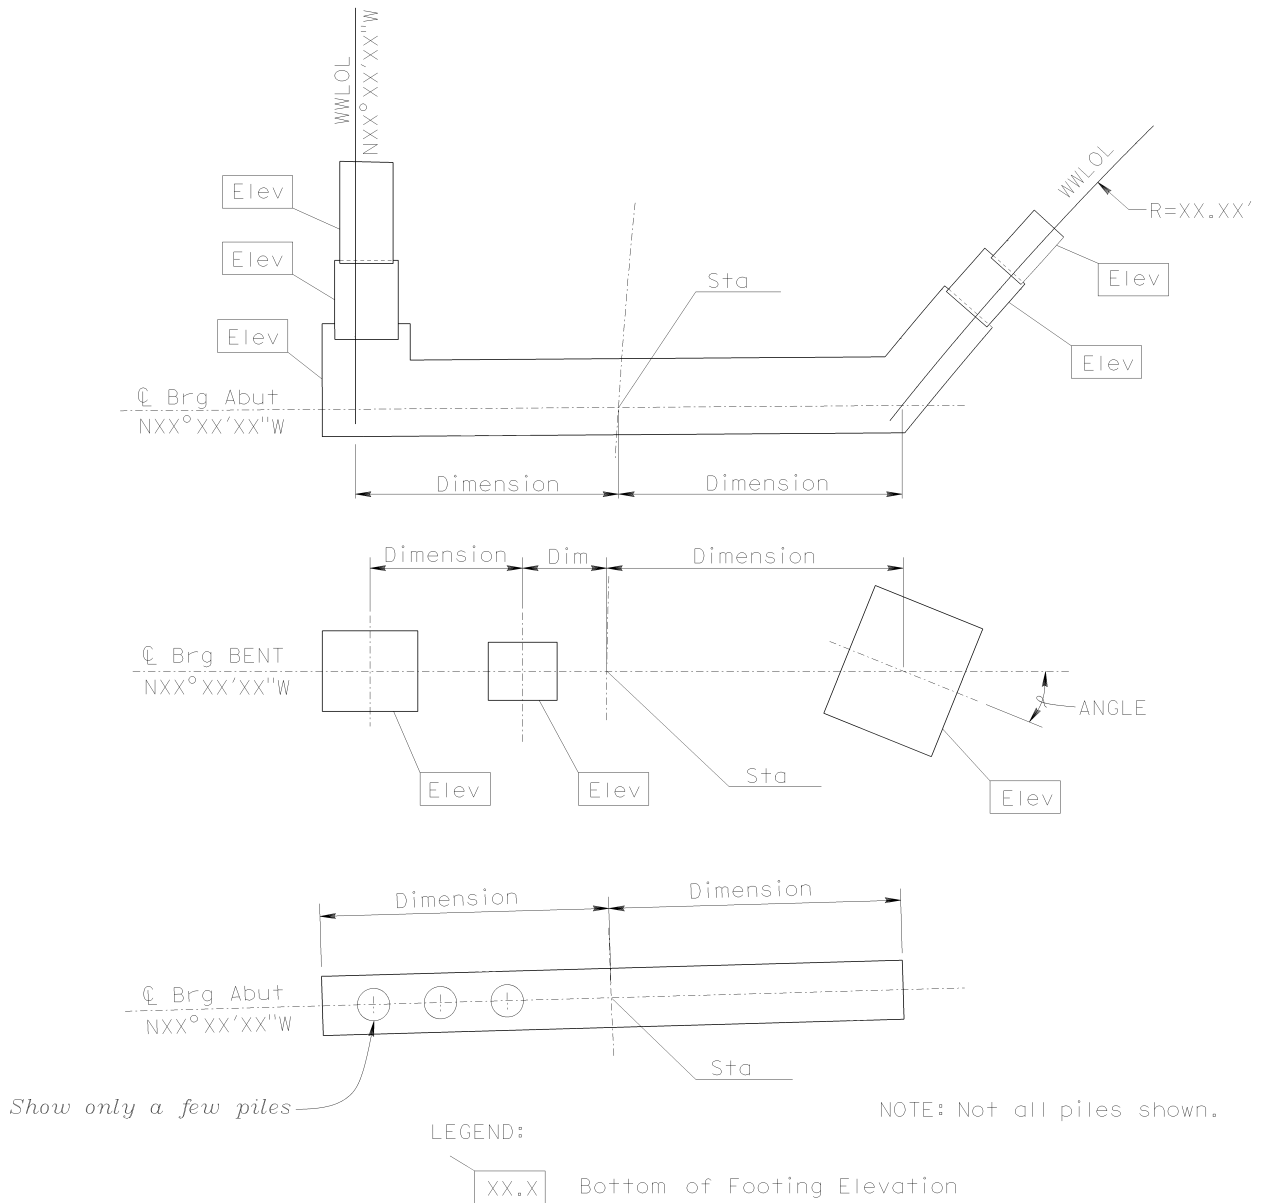 WWLOL
NXX°XX'XX"W
Elev
WWLOL
R=XX.XX'
Elev
Elev
Sta
Elev
Elev
℄ Brg Abut
NXX°XX'XX"W
Dimension
Dimension
Dimension
Dim
Dimension
℄ Brg BENT
NXX°XX'XX"W
ANGLE
Elev
Elev
Sta
Elev
Dimension
Dimension
℄ Brg Abut
NXX°XX'XX"W
Sta
Show only a few piles
NOTE: Not all piles shown.
LEGEND:
XX.X Bottom of Footing Elevation